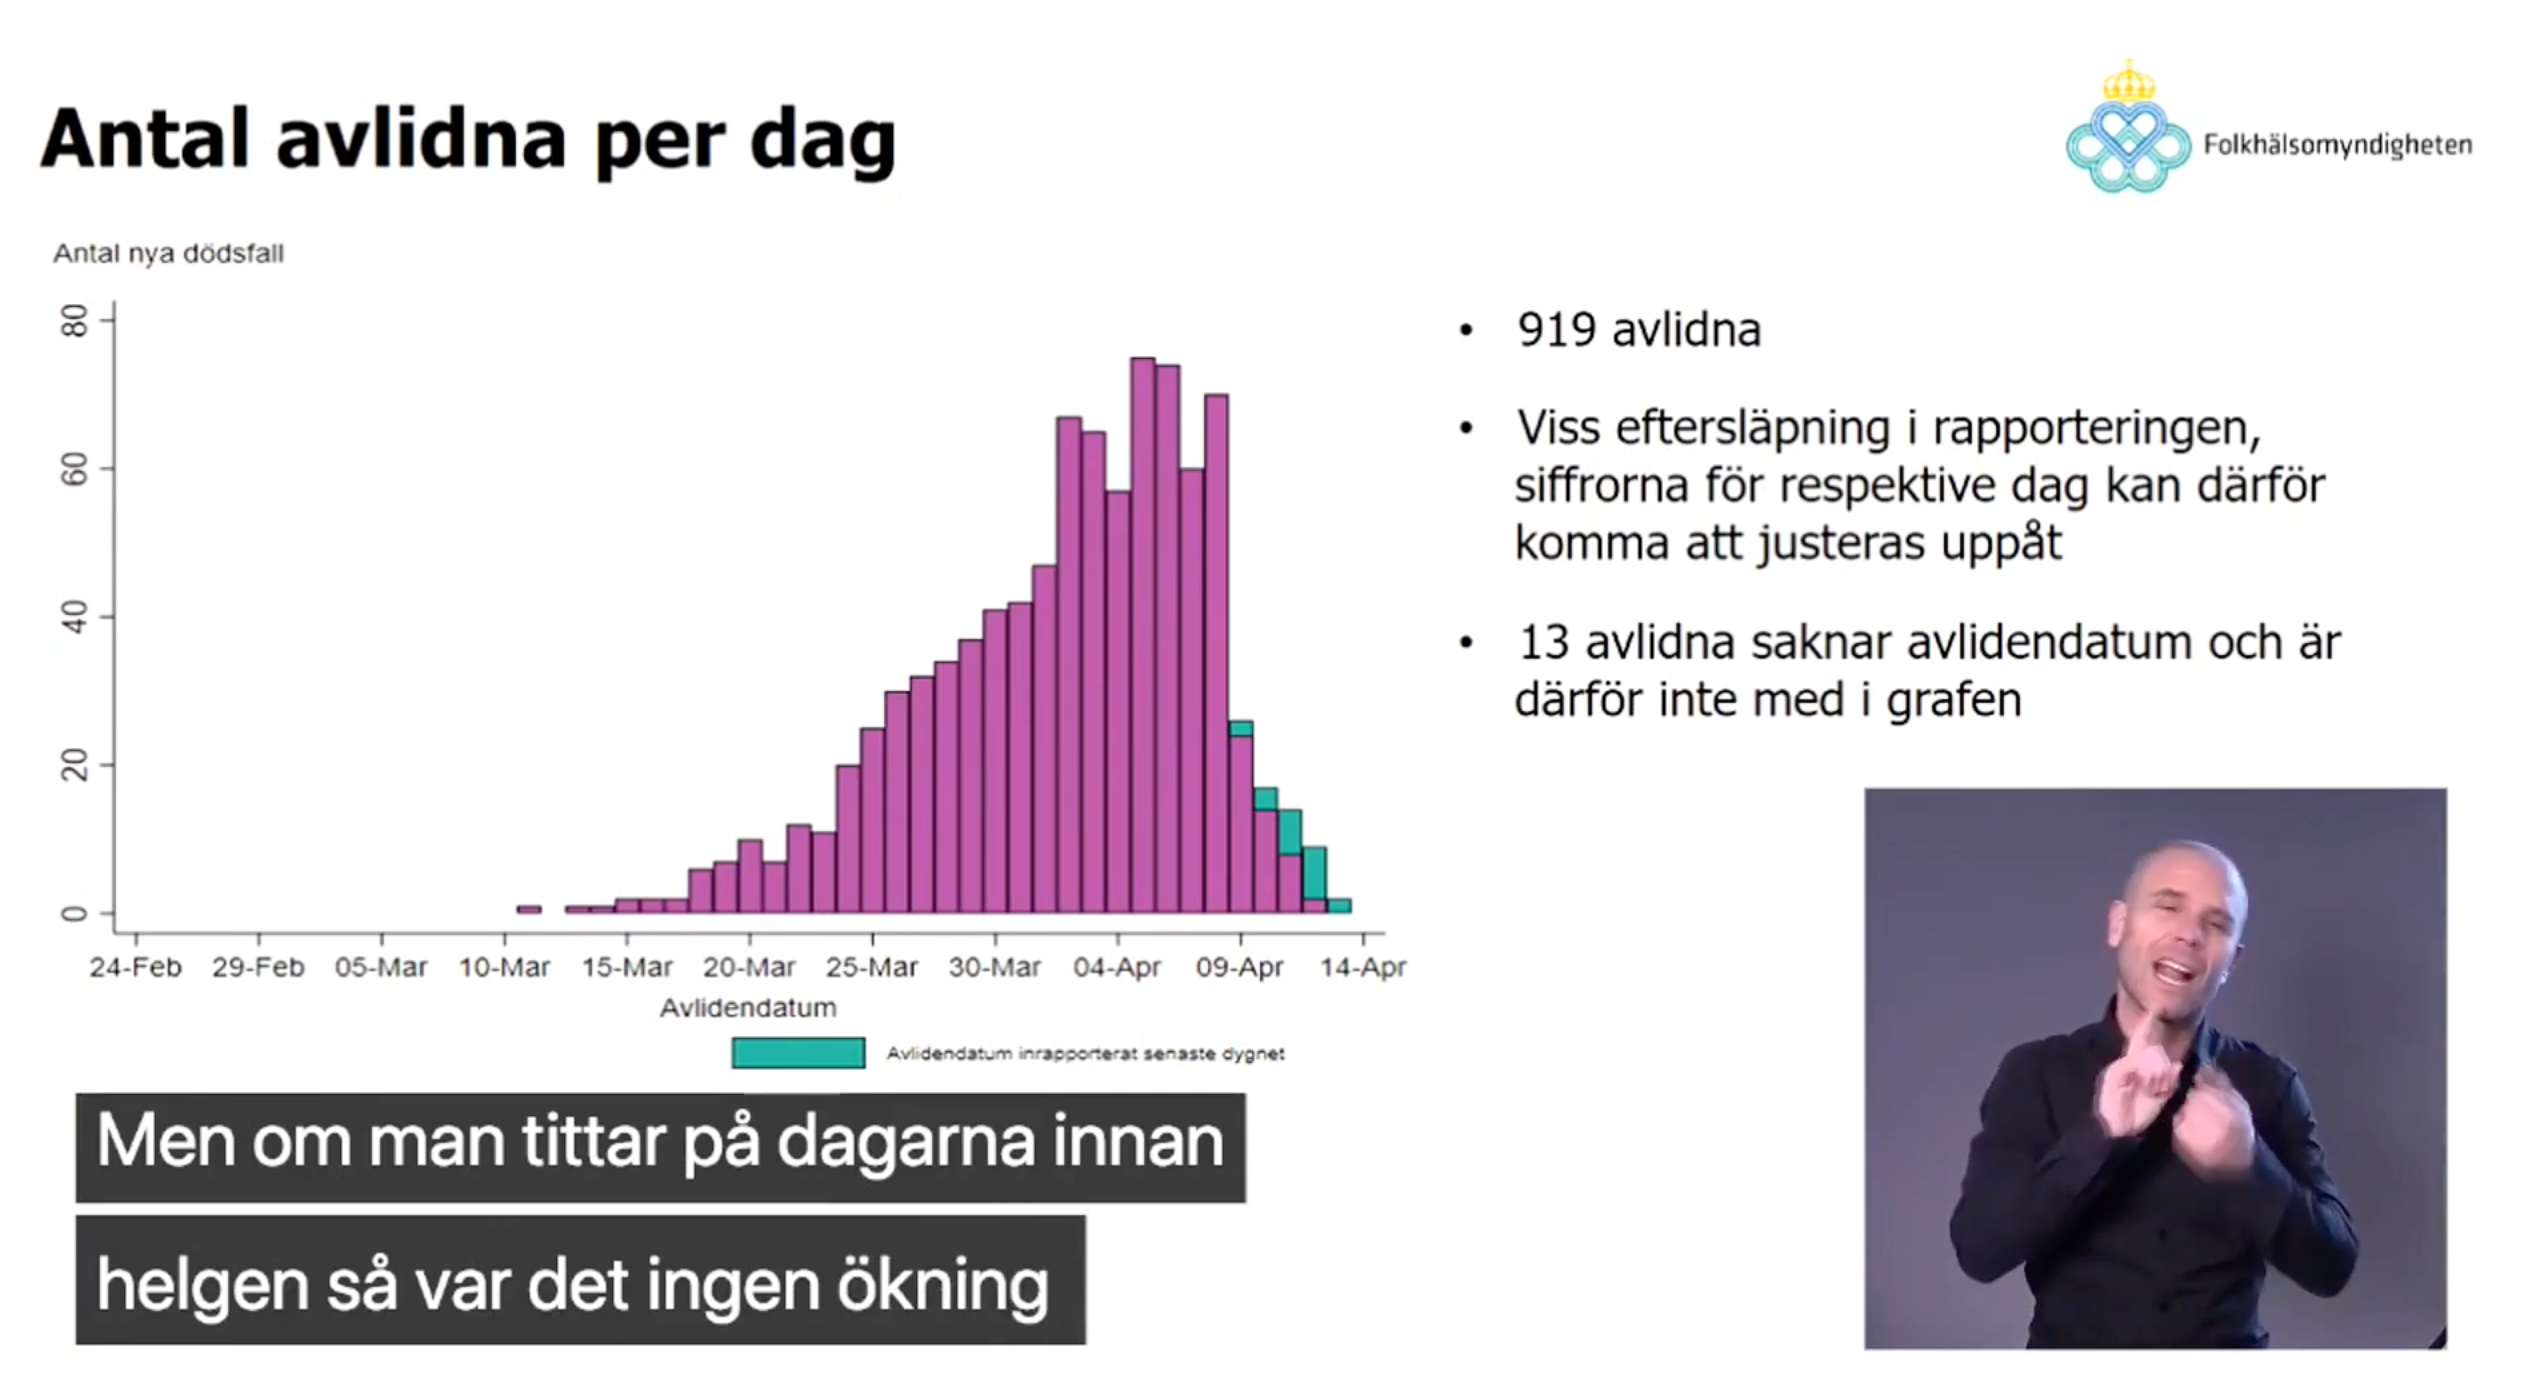 Antal avlidna per dag
Folkhälsomyndigheten
Antal nya dödsfall
80
60
40
20
0
24-Feb 29-Feb 05-Mar 10-Mar 15-Mar 20-Mar 25-Mar 30-Mar 04-Apr 09-Apr 14-Apr
Avlidendatum
Avlidendatum inrapporterat senaste dygnet
• 919 avlidna
• Viss eftersläpning i rapporteringen,
siffrorna för respektive dag kan därför
komma att justeras uppåt
• 13 avlidna saknar avlidendatum och är
därför inte med i grafen
Men om man tittar på dagarna innan
helgen så var det ingen ökning